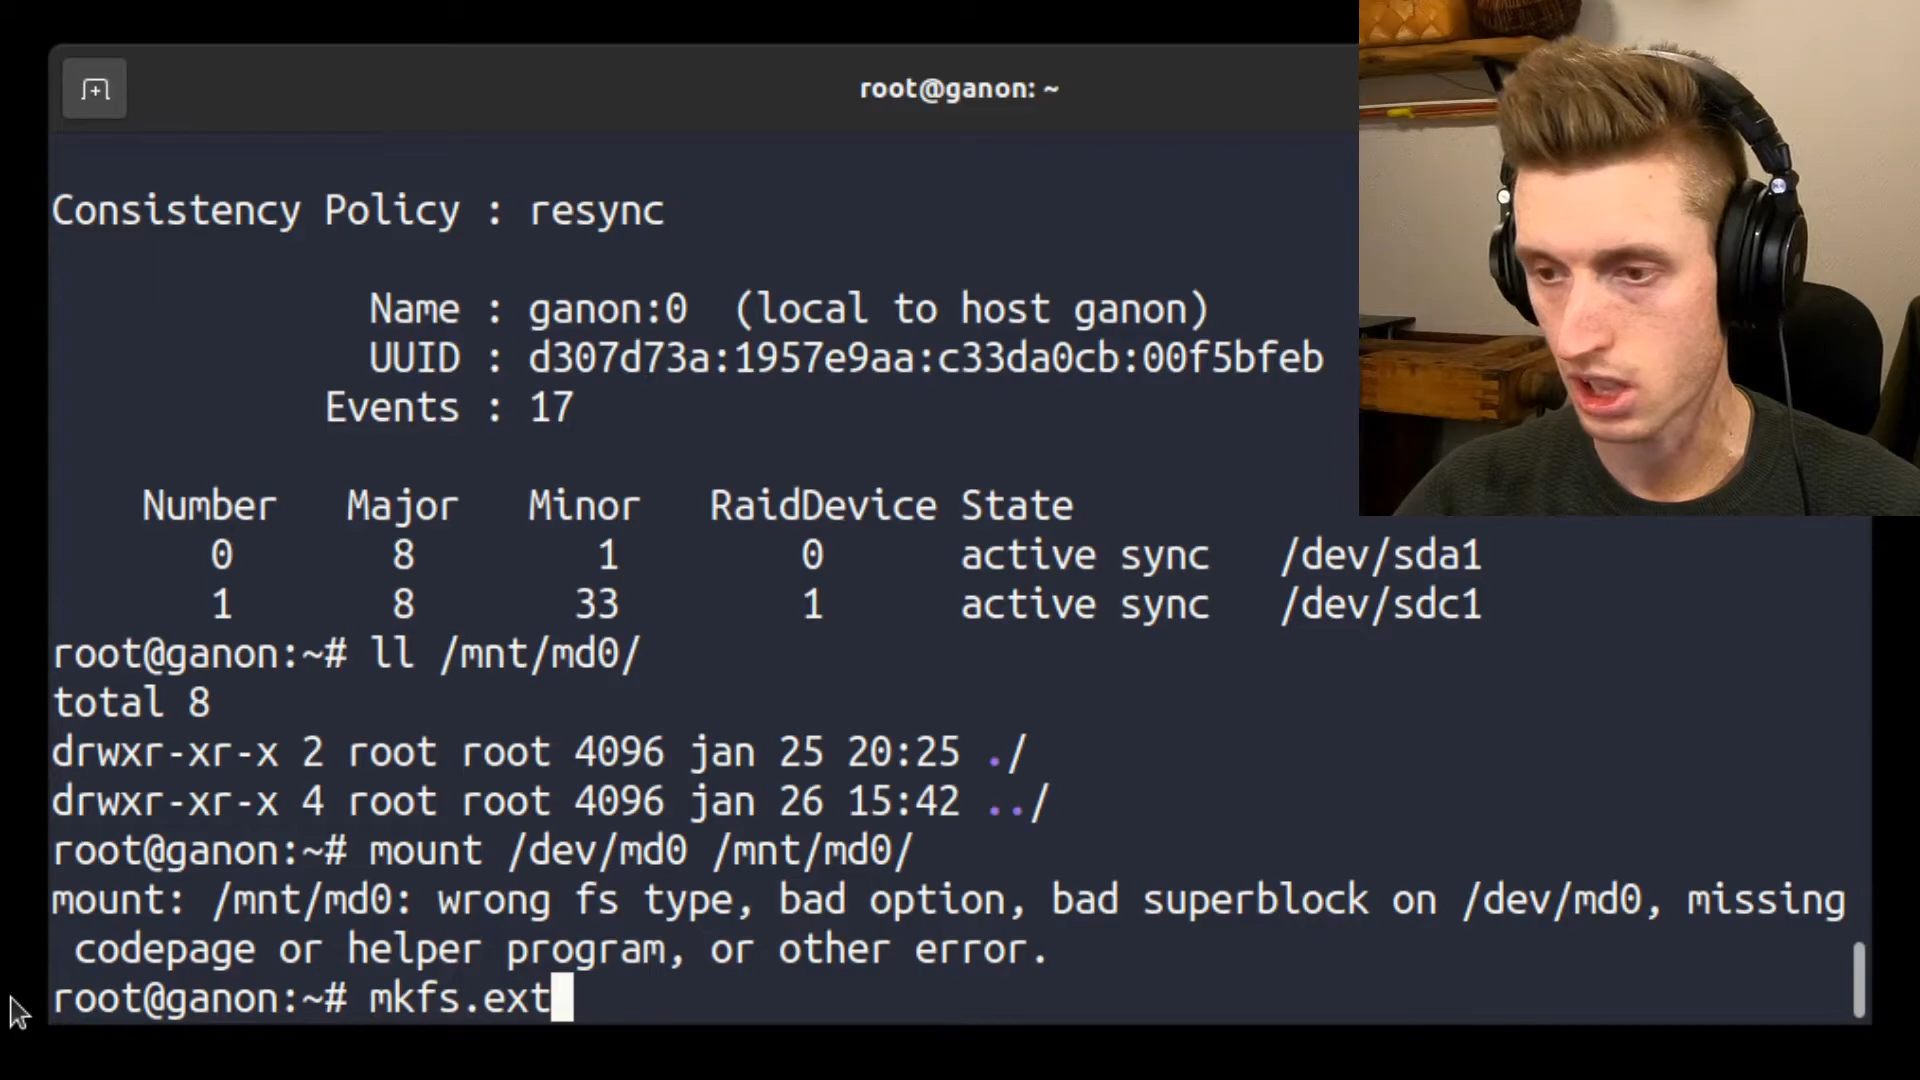 root@ganon: ~
Consistency Policy : resync
Name : ganon:0 (local to host ganon)
UUID : d307d73a:1957e9aa:c33da0cb:00f5bfeb
Events : 17
Number Major Minor RaidDevice State
0 8 1 0 active sync /dev/sda1
1 8 33 1 active sync /dev/sdc1
root@ganon:~# ll /mnt/md0/
total 8
drwxr-xr-x 2 root root 4096 jan 25 20:25 ./
drwxr-xr-x 4 root root 4096 jan 26 15:42 ../
root@ganon:~# mount /dev/md0 /mnt/md0/
mount: /mnt/md0: wrong fs type, bad option, bad superblock on /dev/md0, missing
codepage or helper program, or other error.
root@ganon:~# mkfs.ext